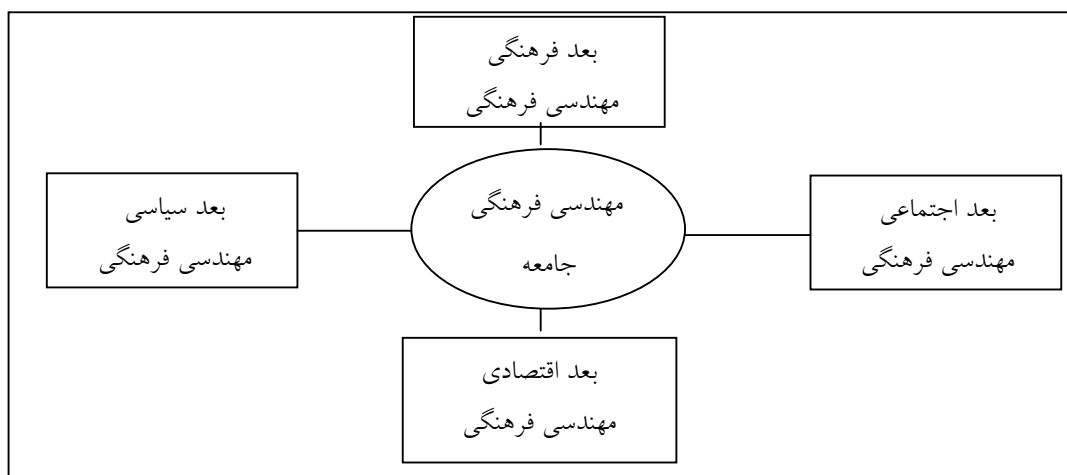 بعد فرهنگی
مهندسی فرهنگی
مهندسی فرهنگی
جامعه
بعد اجتماعی
مهندسی فرهنگی
بعد سیاسی
مهندسی فرهنگی
بعد اقتصادی
مهندسی فرهنگی